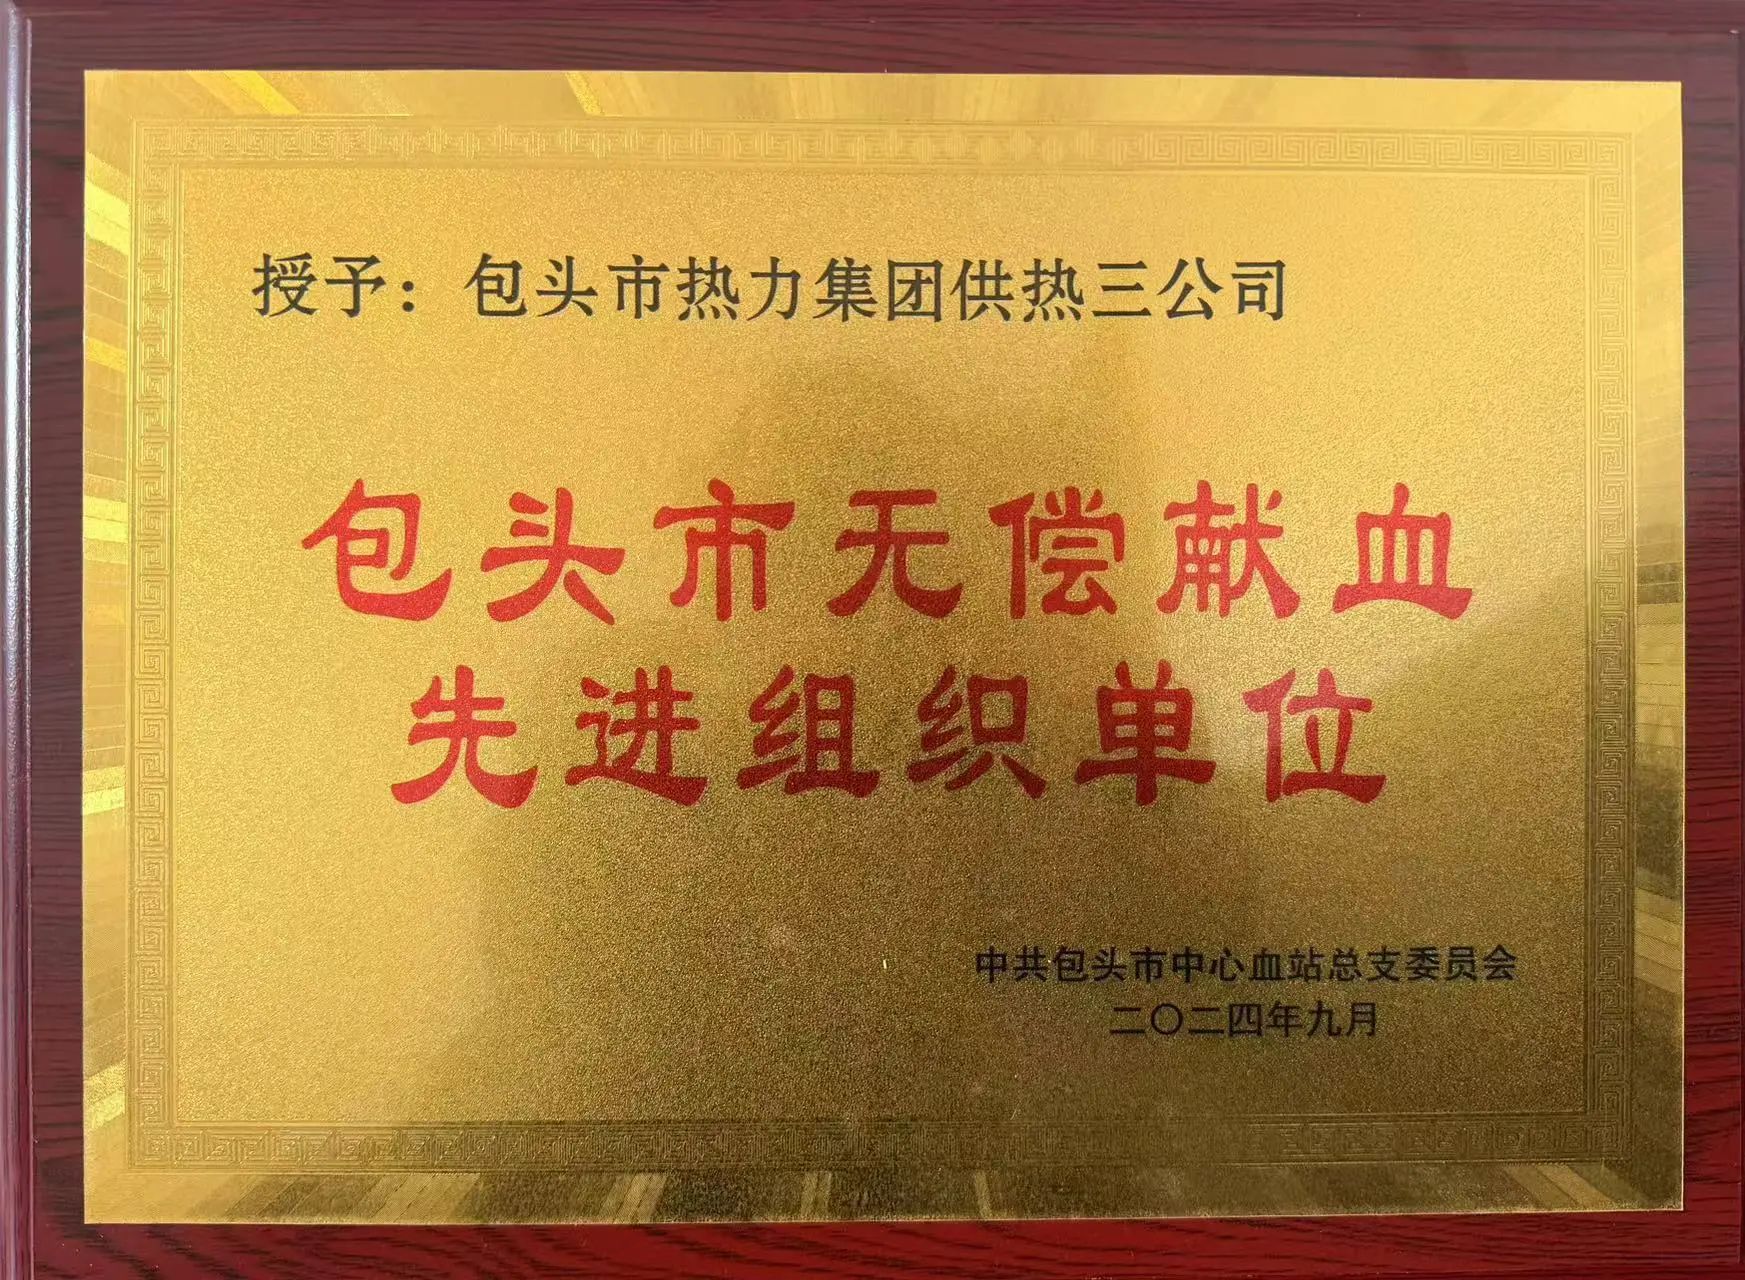 授予：包头市热力集团供热三公司
包头市无偿献血
先进组织单位
中共包头市中心血站总支委员会
二〇二四年九月